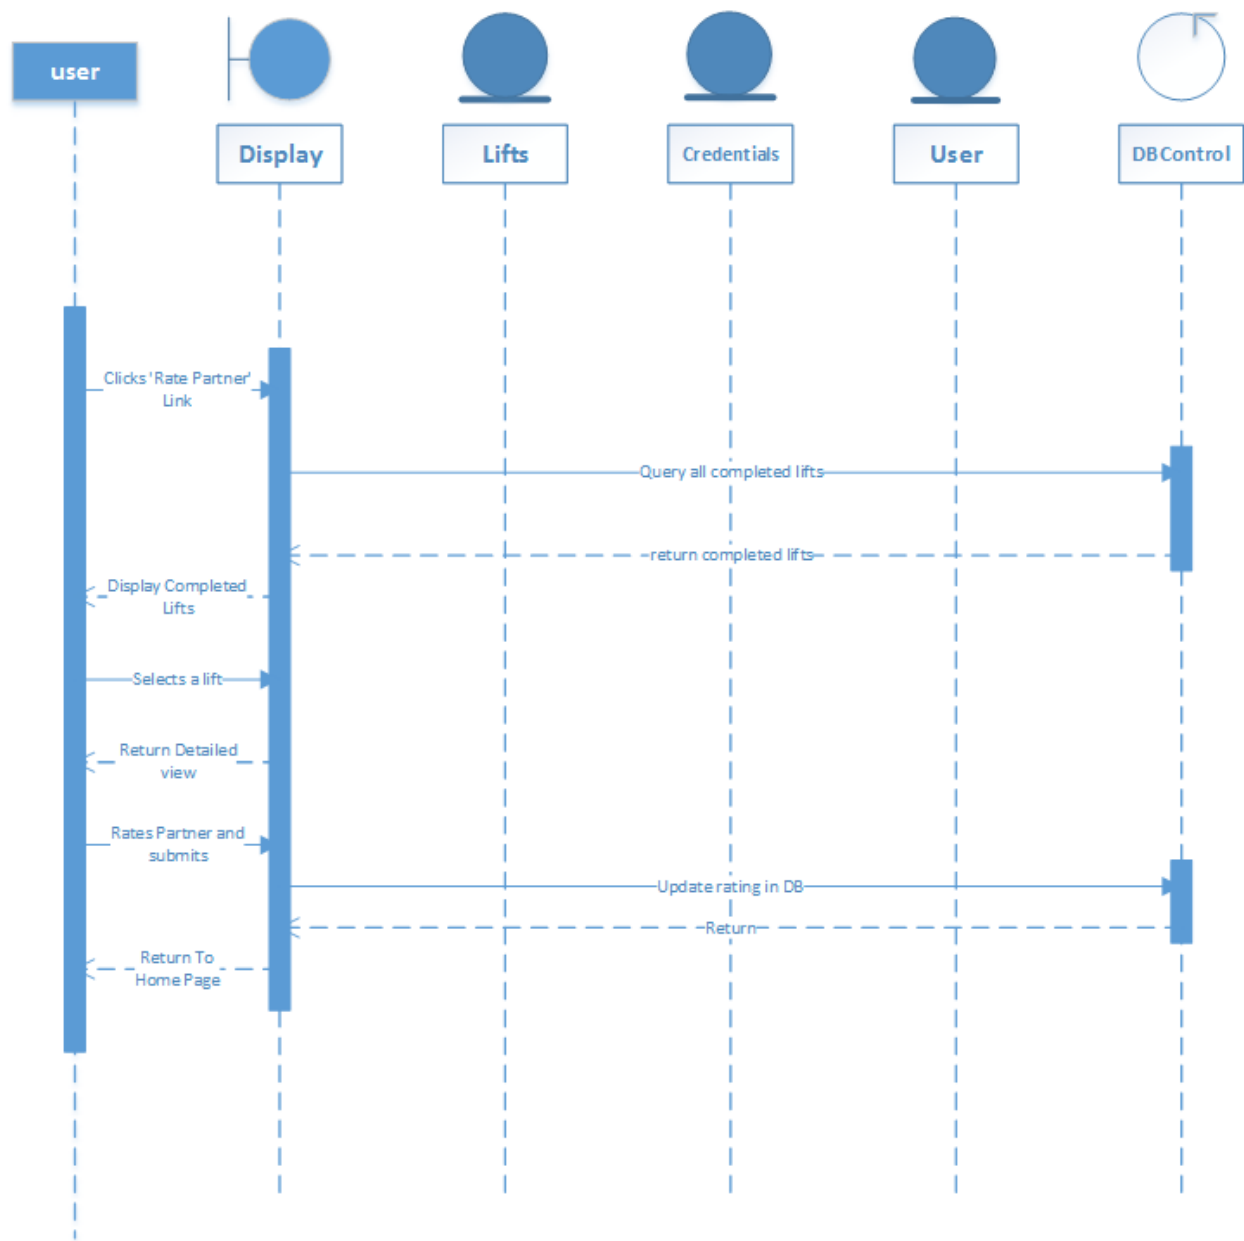 user
Display
Lifts
Credentials
User
DBControl
Clicks 'Rate Partner'
Link
Query all completed lifts
return completed lifts
Display Completed
Lifts
Selects a lift
Return Detailed
view
Rates Partner and
submits
Update rating in DB
Return
Return To
Home Page